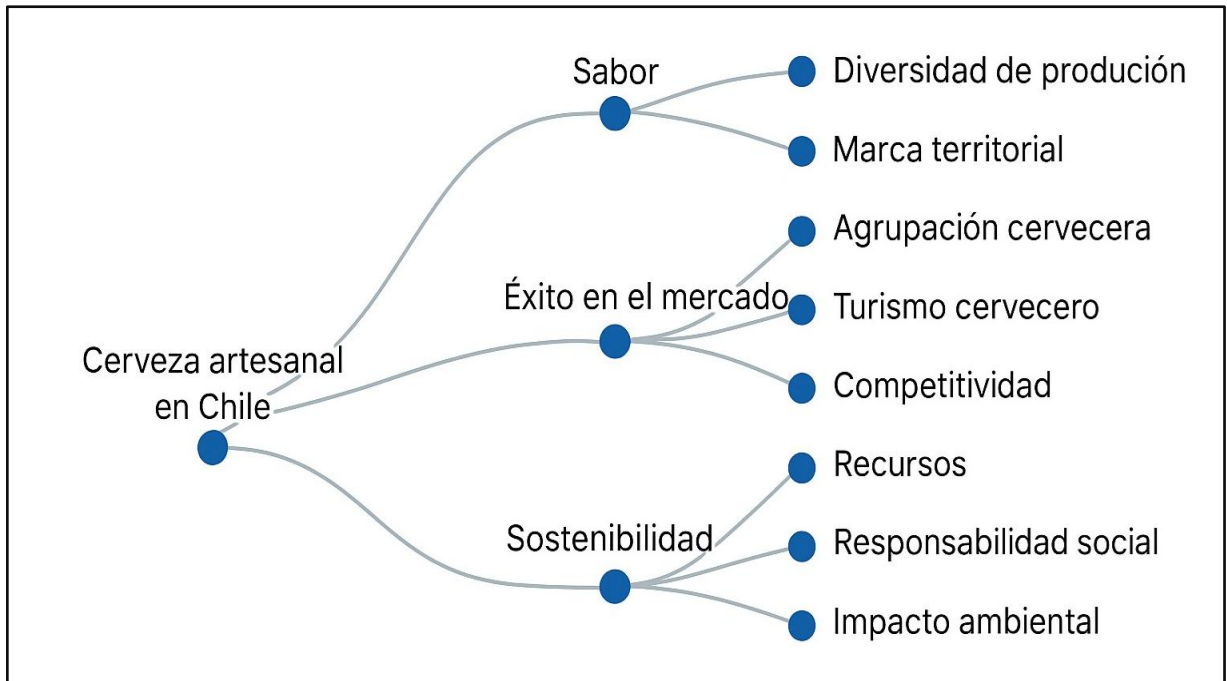 Sabor
Diversidad de produción
Marca territorial
Agrupación cervecera
Éxito en el mercado
Turismo cervecero
Cerveza artesanal
en Chile
Competitividad
Recursos
Sostenibilidad
Responsabilidad social
Impacto ambiental